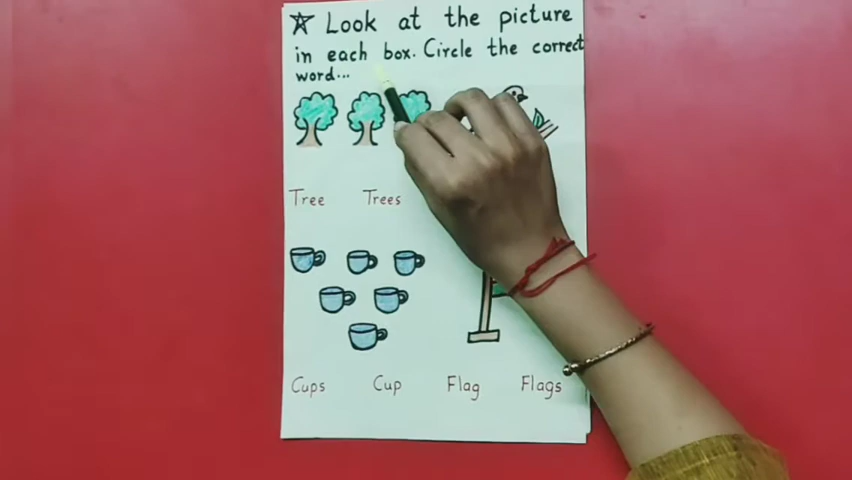 Look at the picture
in each box. Circle the correct
word...
Tree Trees
Cups Cup Flag Flags